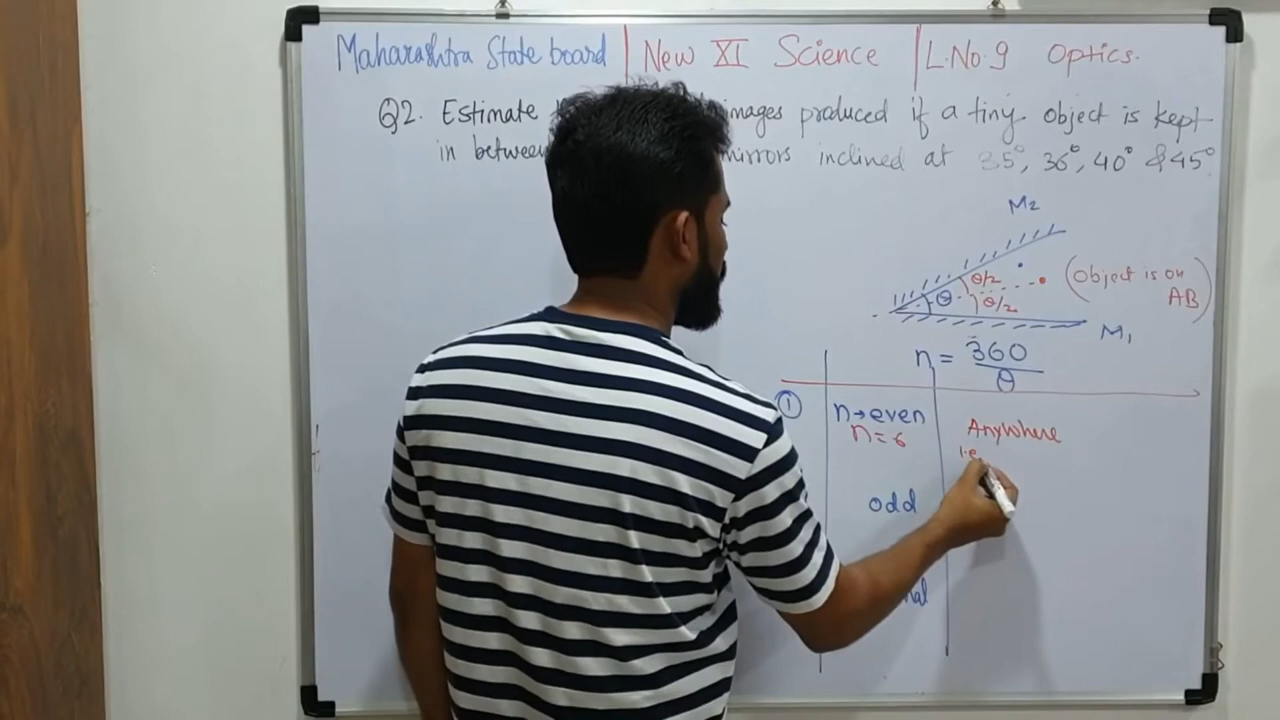 Maharashtra State board | New XI Science | L.No.9 Optics.
Q2. Estimate images produced if a tiny object is kept
in between mirrors inclined at 35°, 36°, 40° & 45°
M2
θ/2
(Object is on
θ
θ/2
AB)
M1
n = 360/θ
① n→even Anywhere
n = 6
i.e
odd